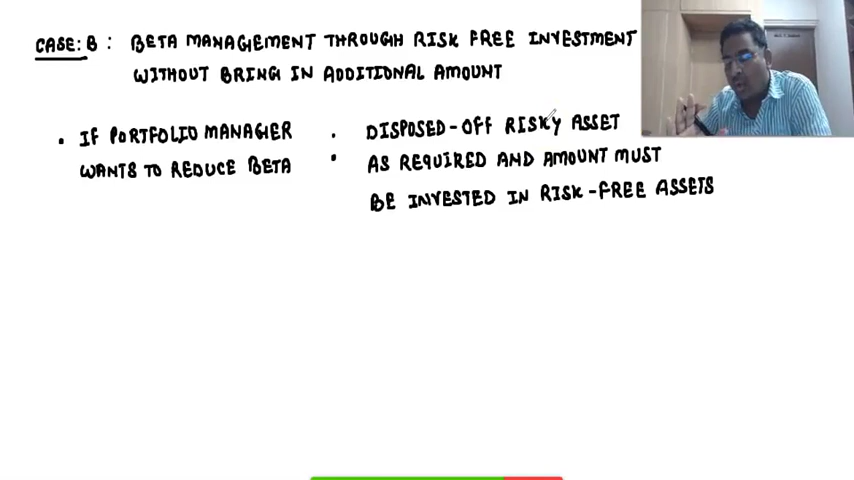 CASE: B : BETA MANAGEMENT THROUGH RISK FREE INVESTMENT
WITHOUT BRING IN ADDITIONAL AMOUNT
• IF PORTFOLIO MANAGER
WANTS TO REDUCE BETA
• DISPOSED-OFF RISKY ASSET
• AS REQUIRED AND AMOUNT MUST
BE INVESTED IN RISK-FREE ASSETS